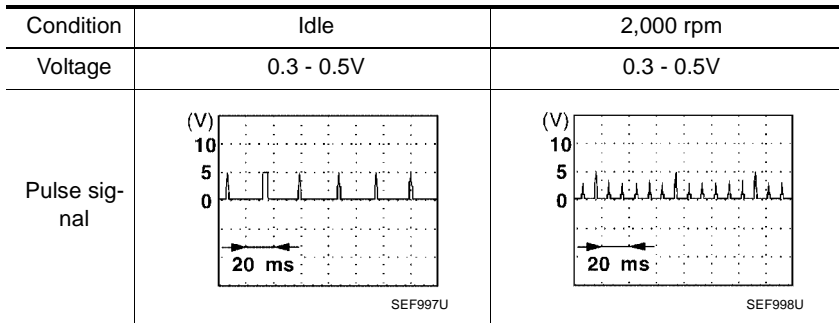 Condition Idle 2,000 rpm
Voltage 0.3 - 0.5V 0.3 - 0.5V
Pulse sig-
nal
(V)
10
5
0
20 ms
SEF997U
(V)
10
5
0
20 ms
SEF998U